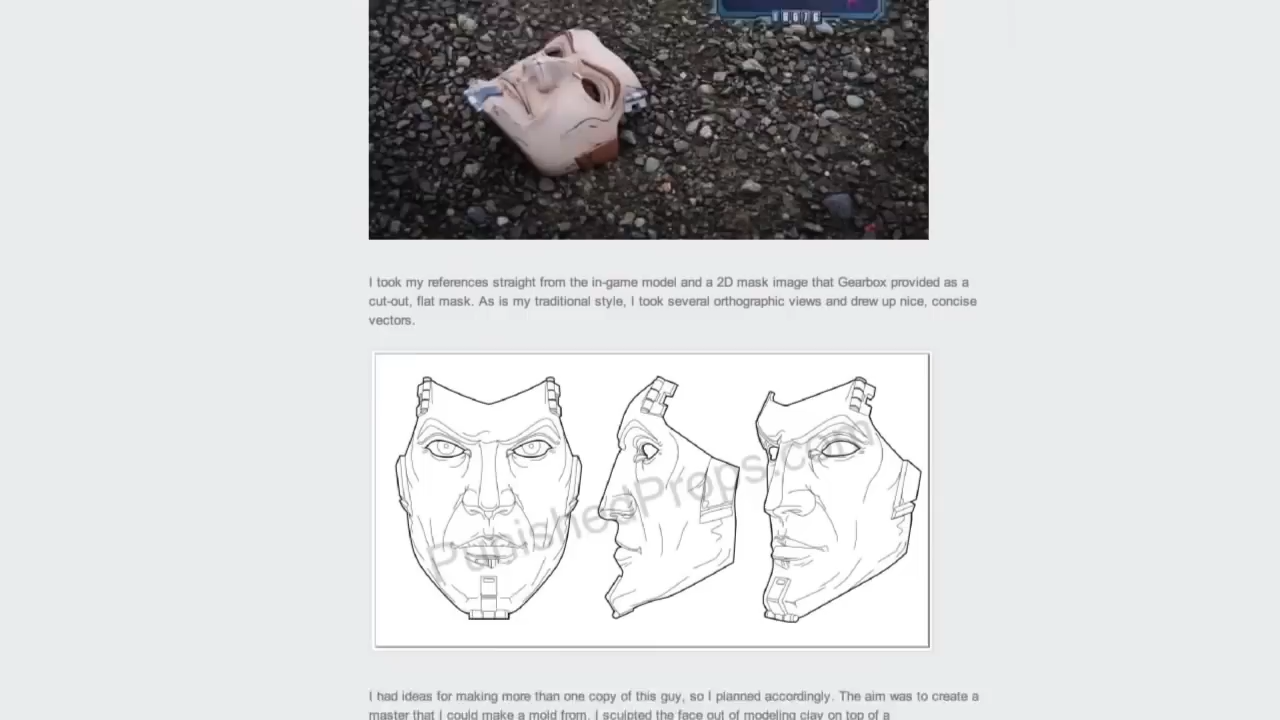 I took my references straight from the in-game model and a 2D mask image that Gearbox provided as a
cut-out, flat mask. As is my traditional style, I took several orthographic views and drew up nice, concise
vectors.
PunishedProps.com
I had ideas for making more than one copy of this guy, so I planned accordingly. The aim was to create a
master that I could make a mold from. I sculpted the face out of modeling clay on top of a